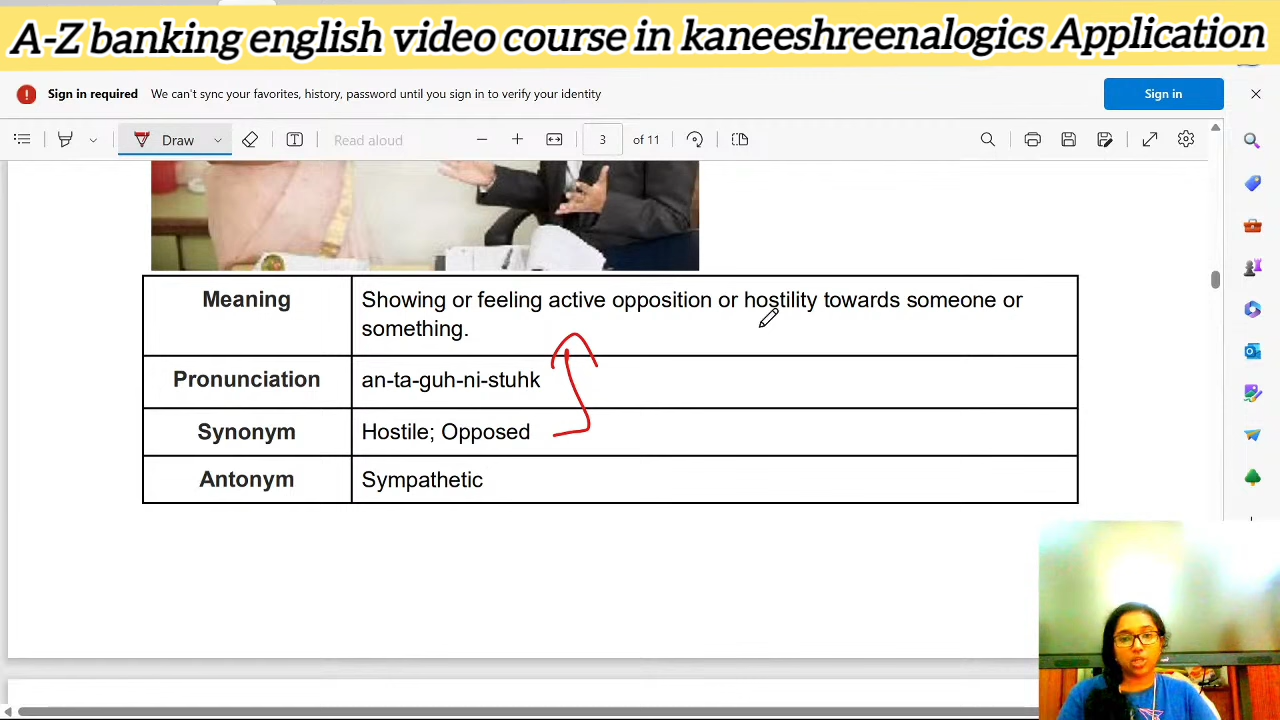 A-Z banking english video course in kaneeshreenalogics Application
Sign in required We can't sync your favorites, history, password until you sign in to verify your identity
Sign in
Draw
Read aloud
3 of 11
Meaning Showing or feeling active opposition or hostility towards someone or
something.
Pronunciation an-ta-guh-ni-stuhk
Synonym Hostile; Opposed
Antonym Sympathetic